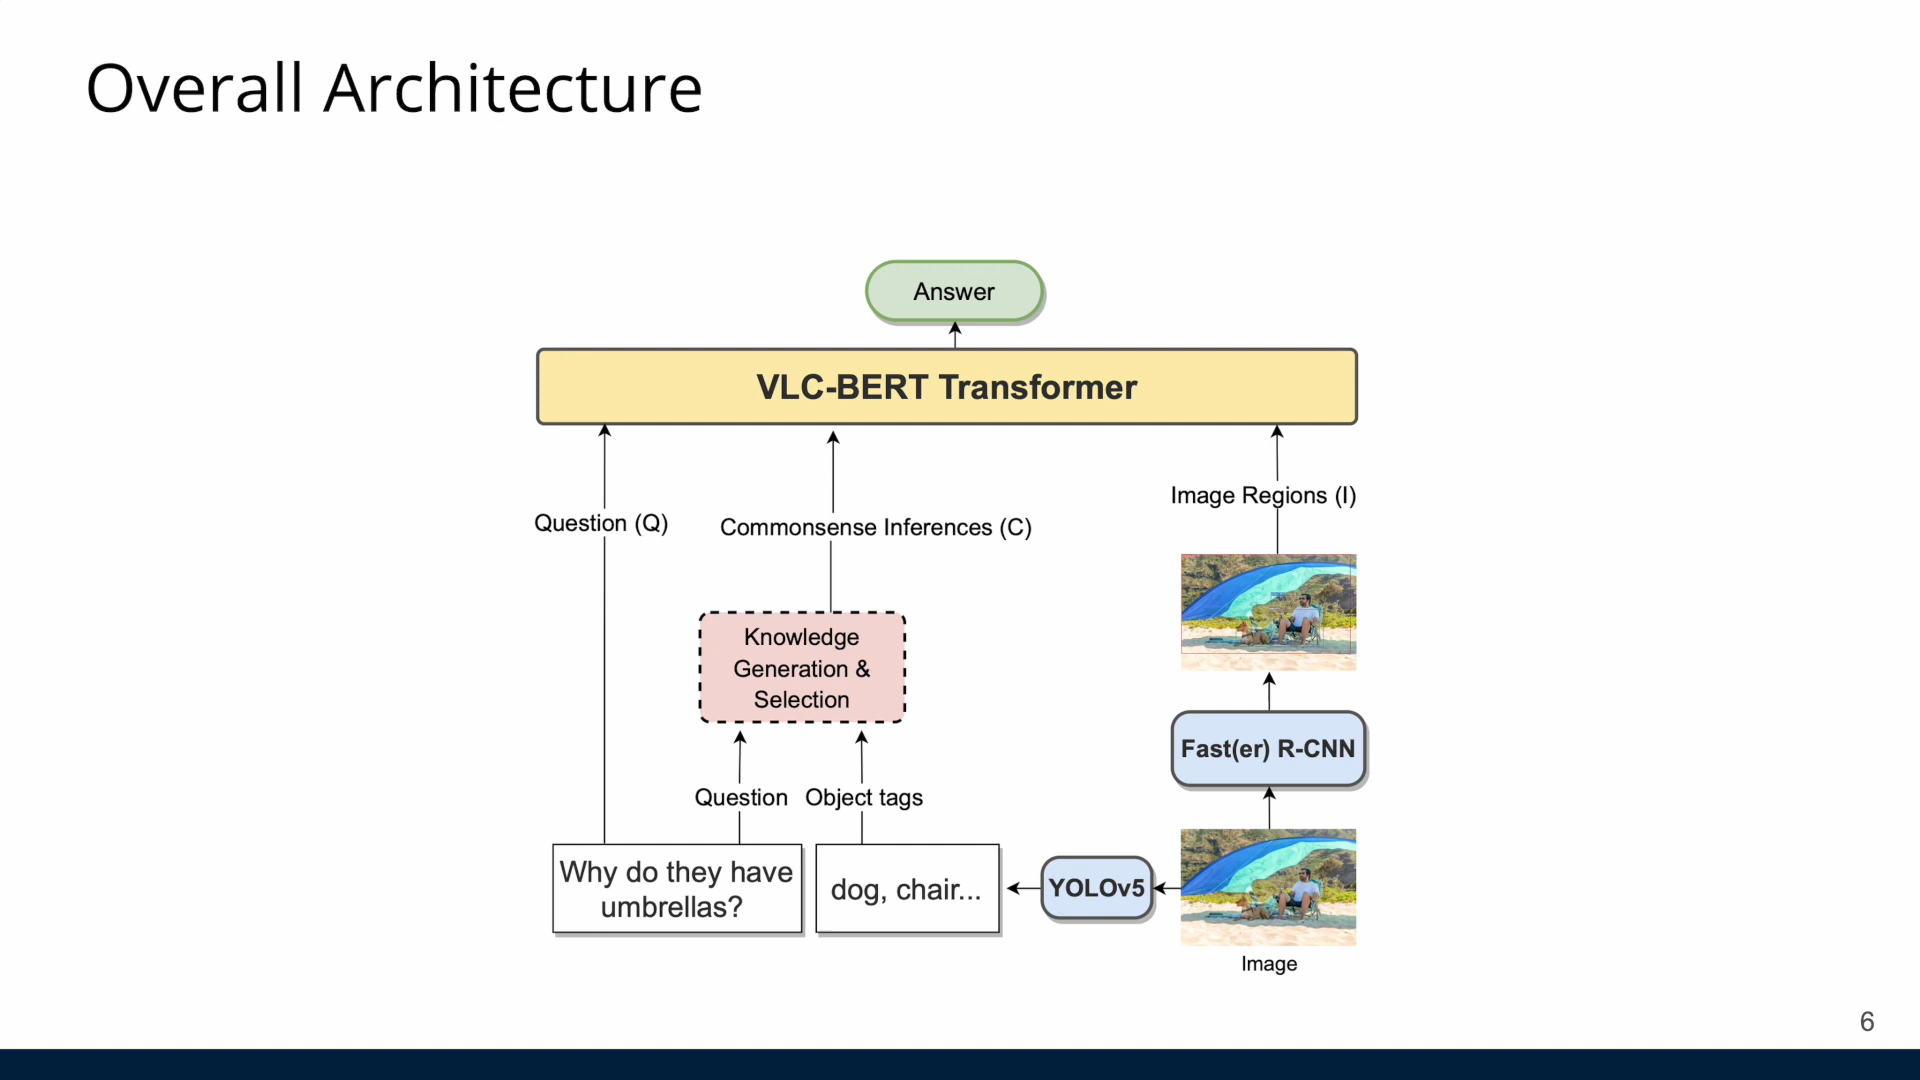 Overall Architecture
Answer
VLC-BERT Transformer
Question (Q)
Commonsense Inferences (C)
Image Regions (I)
Knowledge
Generation &
Selection
Fast(er) R-CNN
Question
Object tags
Why do they have
umbrellas?
dog, chair...
YOLOv5
Image
6